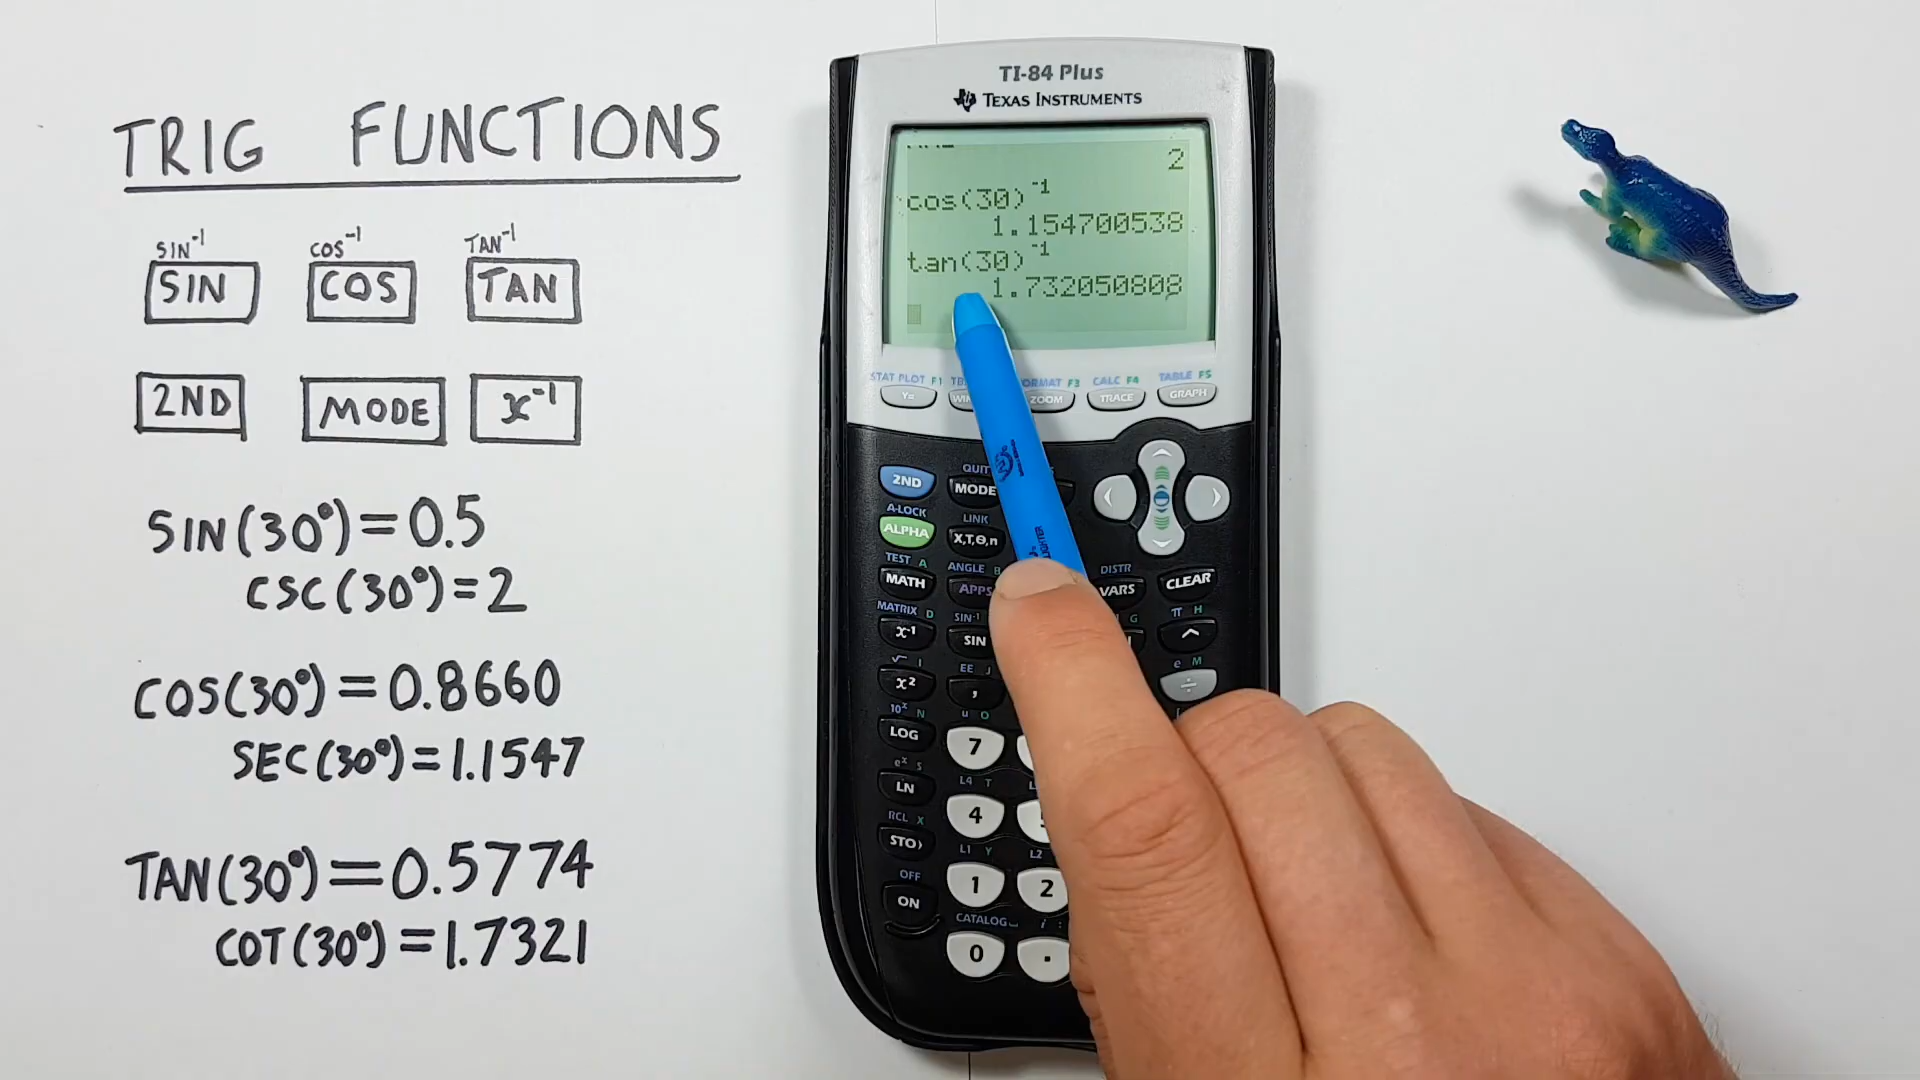 TRIG FUNCTIONS
SIN⁻¹ COS⁻¹ TAN⁻¹
SIN COS TAN
2ND MODE x⁻¹
SIN(30°)=0.5
CSC(30°)=2
COS(30°)=0.8660
SEC(30°)=1.1547
TAN(30°)=0.5774
COT(30°)=1.7321
TI-84 Plus
TEXAS INSTRUMENTS
2
cos(30)⁻¹
1.154700538
tan(30)⁻¹
1.732050808
STAT PLOT F1 F3 CALC F4 TABLE F5
Y= ZOOM TRACE GRAPH
QUIT
2ND MODE
A-LOCK LINK
ALPHA X,T,θ,n
TEST A ANGLE B DISTR
MATH APPS VARS CLEAR
MATRIX D SIN⁻¹ G π H
x⁻¹ SIN ^
√ I EE J e M
x² , ÷
10ˣ N u O
LOG 7
eˣ S L4 T
LN 4
RCL X L1 Y L2
STO›
OFF
ON 1 2
CATALOG i :
0 .